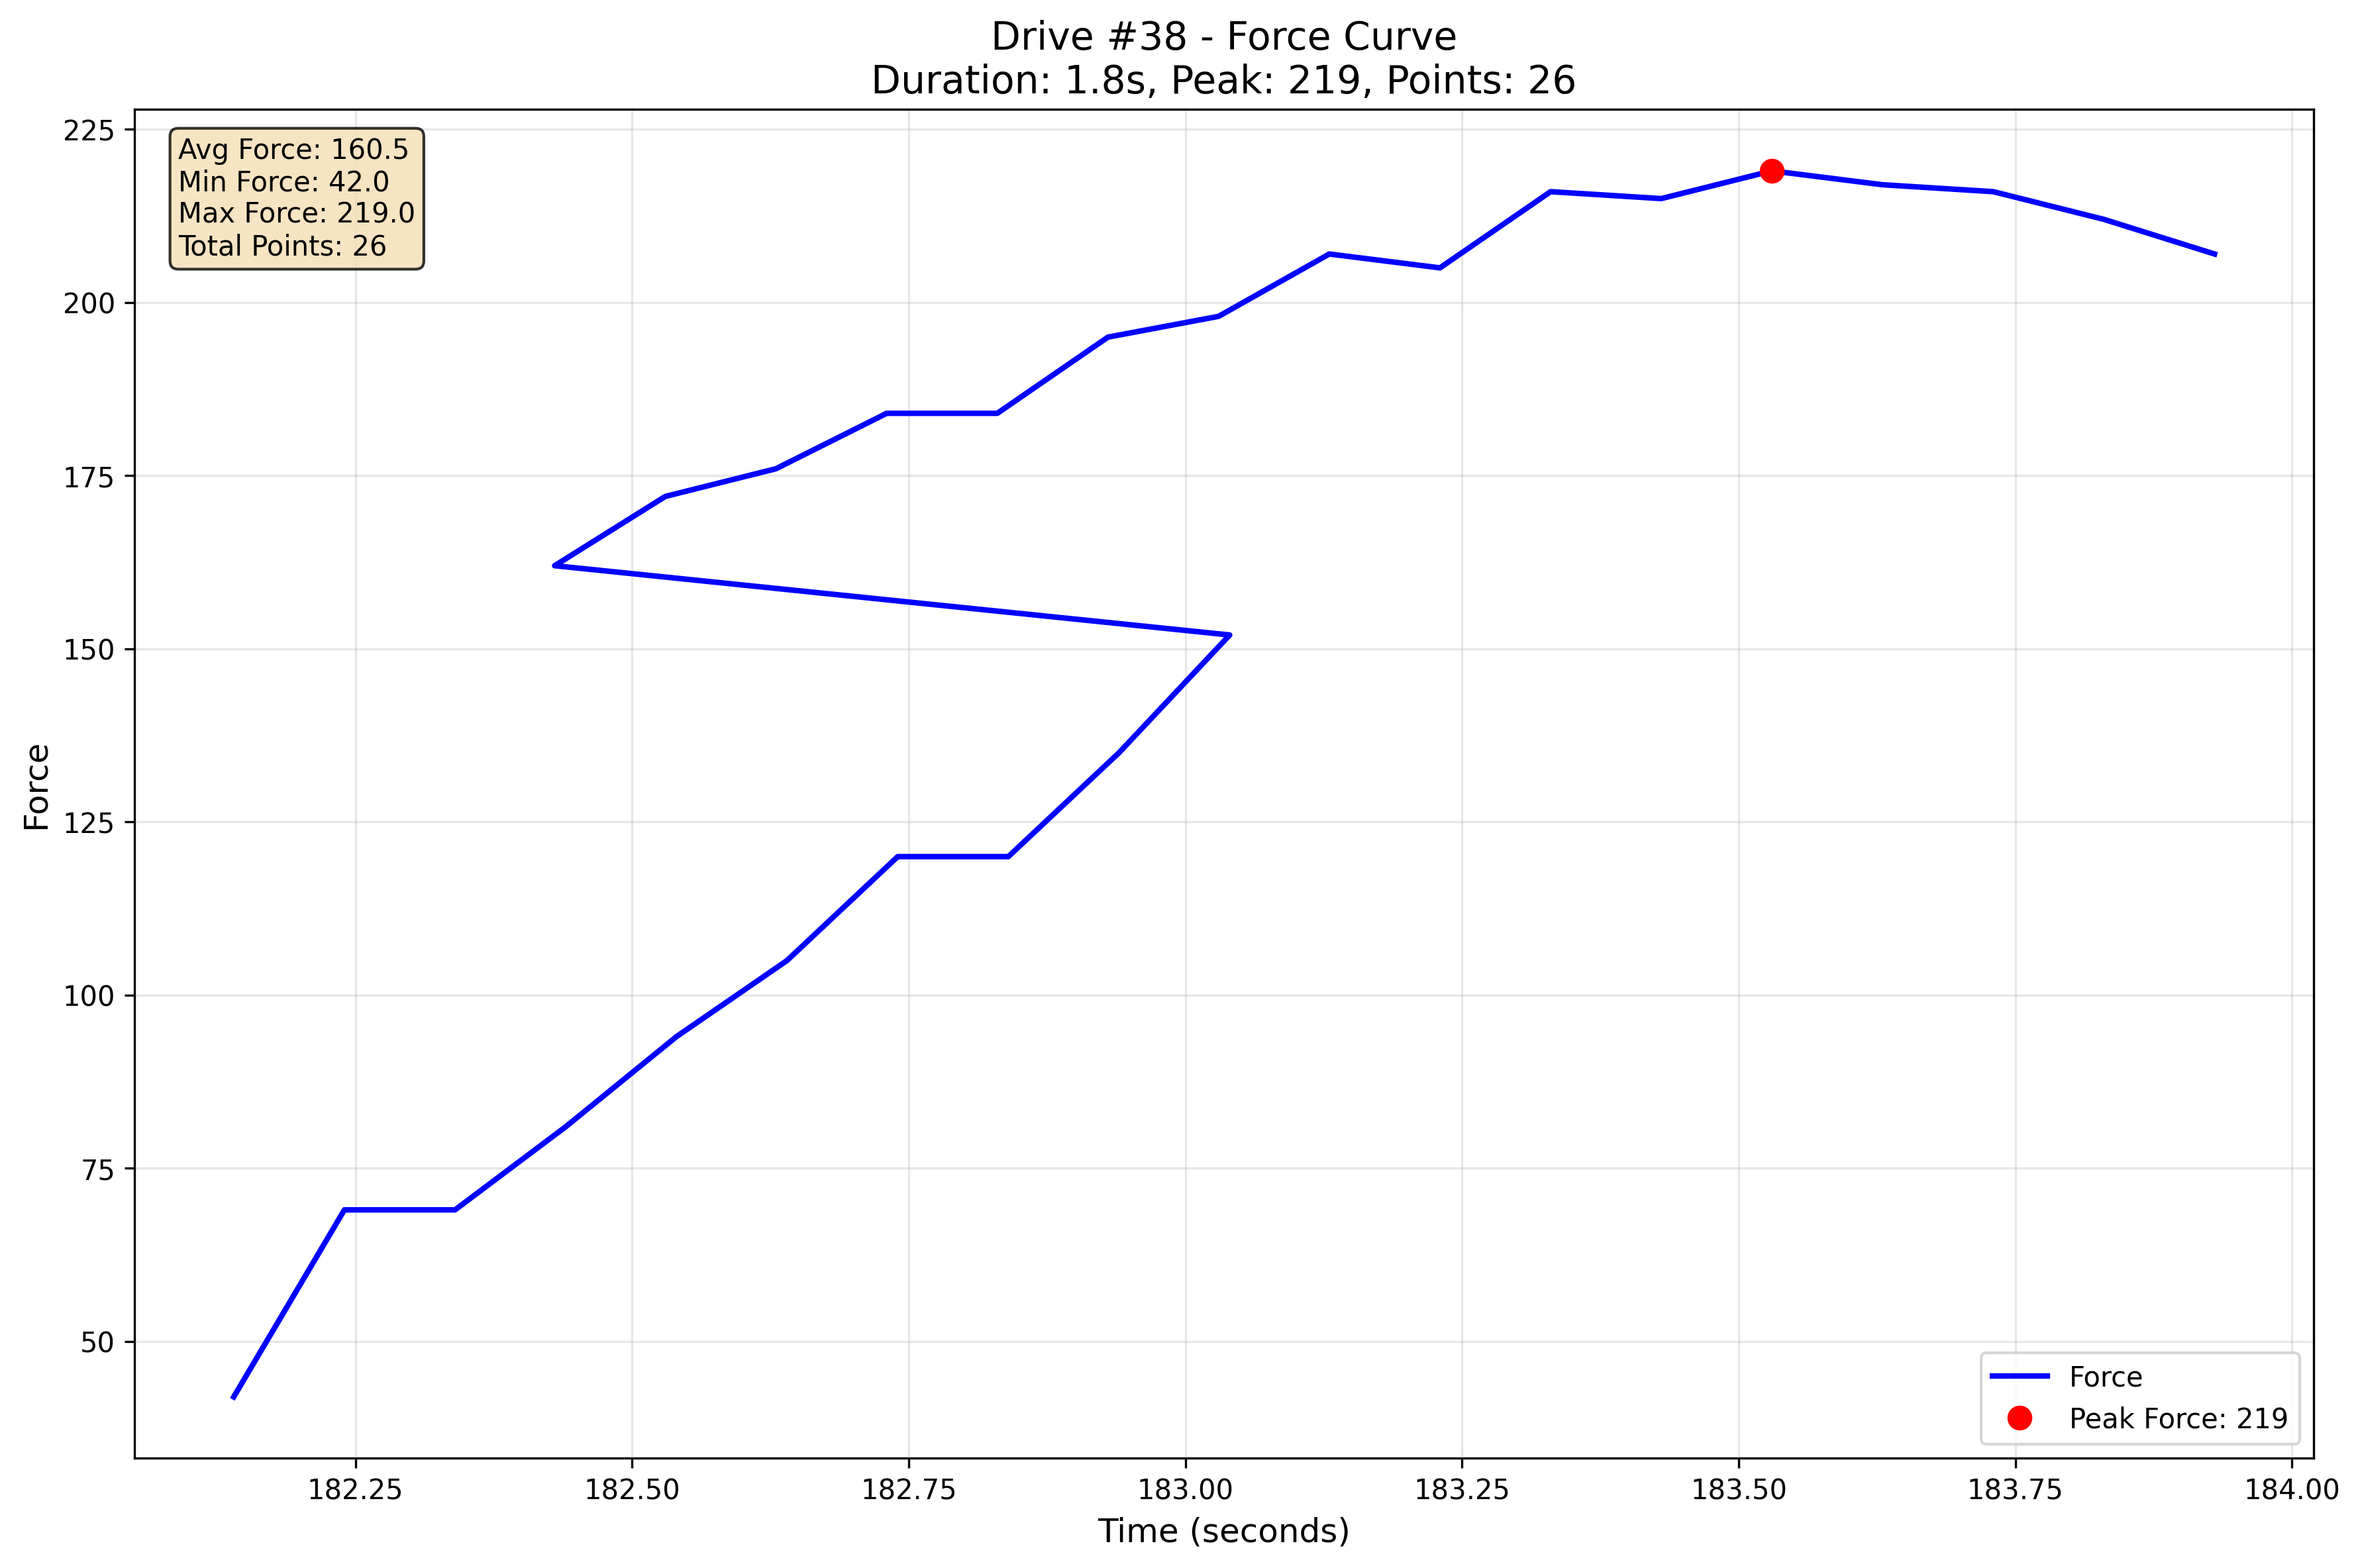 Drive #38 - Force Curve
Duration: 1.8s, Peak: 219, Points: 26
225
200
175
150
125
100
75
50
Force
Avg Force: 160.5
Min Force: 42.0
Max Force: 219.0
Total Points: 26
Force
Peak Force: 219
182.25
182.50
182.75
183.00
183.25
183.50
183.75
184.00
Time (seconds)